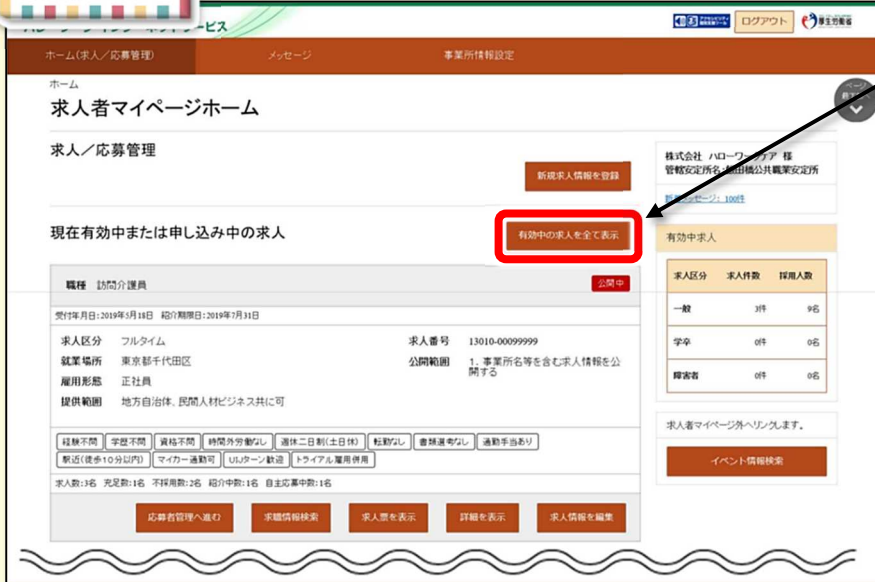 ビス
ログアウト
厚生労働省
ホーム(求人／応募管理)
メッセージ
事業所情報設定
ホーム
求人者マイページホーム
ページ
求人／応募管理
新規求人情報を登録
株式会社 ハローワークケア 様
管轄安定所名:飯田橋公共職業安定所
新着メッセージ: 100件
現在有効中または申し込み中の求人
有効中の求人を全て表示
有効中求人
求人区分 求人件数 採用人数
一般 3件 9名
学卒 0件 0名
障害者 0件 0名
職種 訪問介護員
公開中
受付年月日:2019年5月18日 紹介期限日:2019年7月31日
求人区分 フルタイム
求人番号 13010-00099999
就業場所 東京都千代田区
公開範囲 1．事業所名等を含む求人情報を公
開する
雇用形態 正社員
提供範囲 地方自治体、民間人材ビジネス共に可
経験不問 学歴不問 資格不問 時間外労働なし 週休二日制(土日休) 転勤なし 書類選考なし 通勤手当あり
駅近(徒歩10分以内) マイカー通勤可 UIJターン歓迎 トライアル雇用併用
求人数:3名 充足数:1名 不採用数:2名 紹介中数:1名 自主応募中数:1名
応募者管理へ進む
求職情報検索
求人票を表示
詳細を表示
求人情報を編集
求人者マイページ外へリンクします。
イベント情報検索